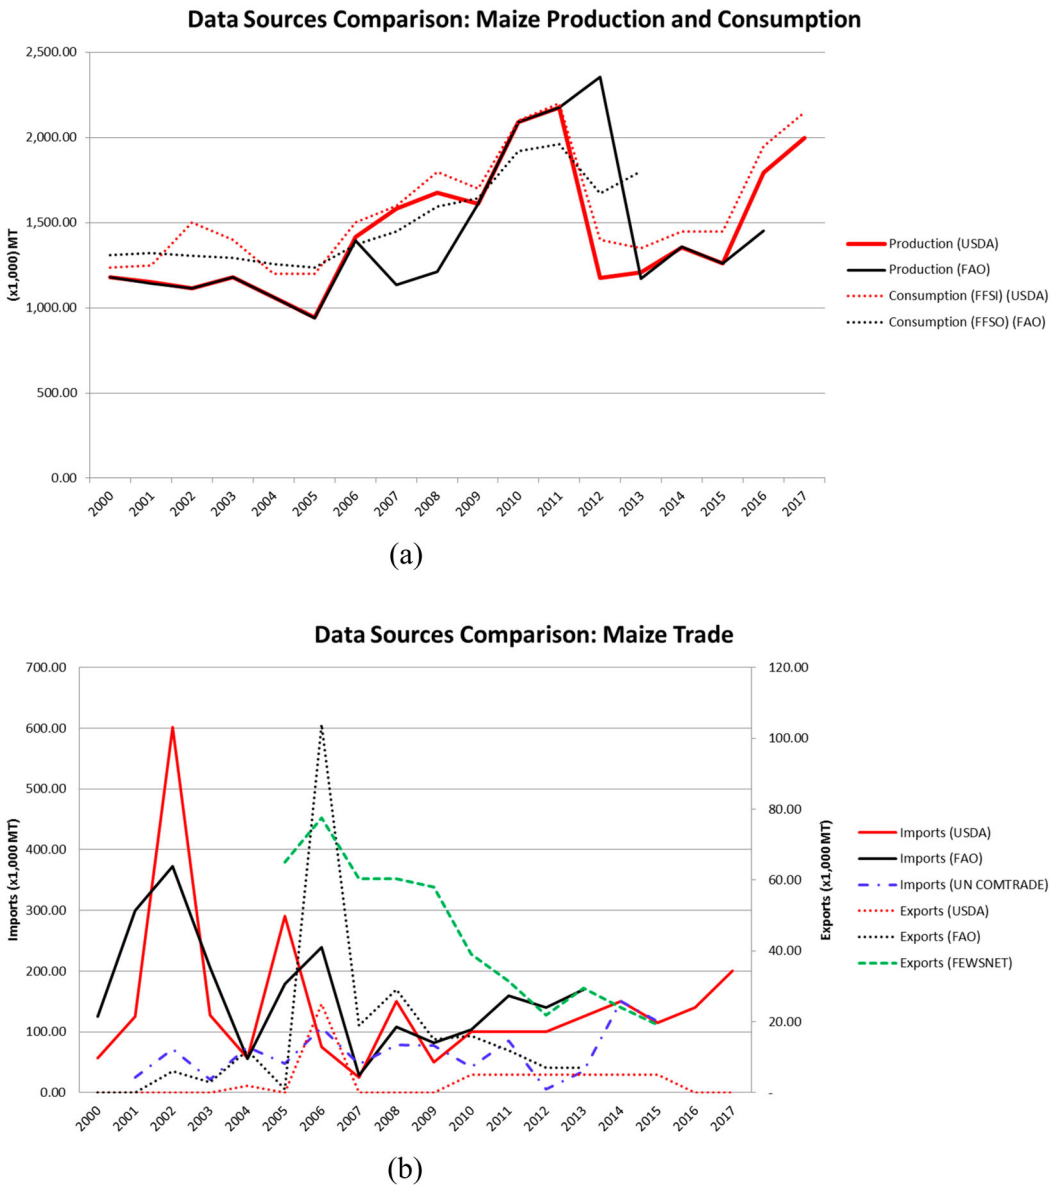 Data Sources Comparison: Maize Production and Consumption
2,500.00
2,000.00
1,500.00
1,000.00
500.00
0.00
(x1,000) MT
2000 2001 2002 2003 2004 2005 2006 2007 2008 2009 2010 2011 2012 2013 2014 2015 2016 2017
Production (USDA)
Production (FAO)
Consumption (FFSI) (USDA)
Consumption (FFSO) (FAO)
(a)
Data Sources Comparison: Maize Trade
700.00
600.00
500.00
400.00
300.00
200.00
100.00
0.00
Imports (x1,000 MT)
120.00
100.00
80.00
60.00
40.00
20.00
-
Exports (x1,000 MT)
2000 2001 2002 2003 2004 2005 2006 2007 2008 2009 2010 2011 2012 2013 2014 2015 2016 2017
Imports (USDA)
Imports (FAO)
Imports (UN COMTRADE)
Exports (USDA)
Exports (FAO)
Exports (FEWSNET)
(b)